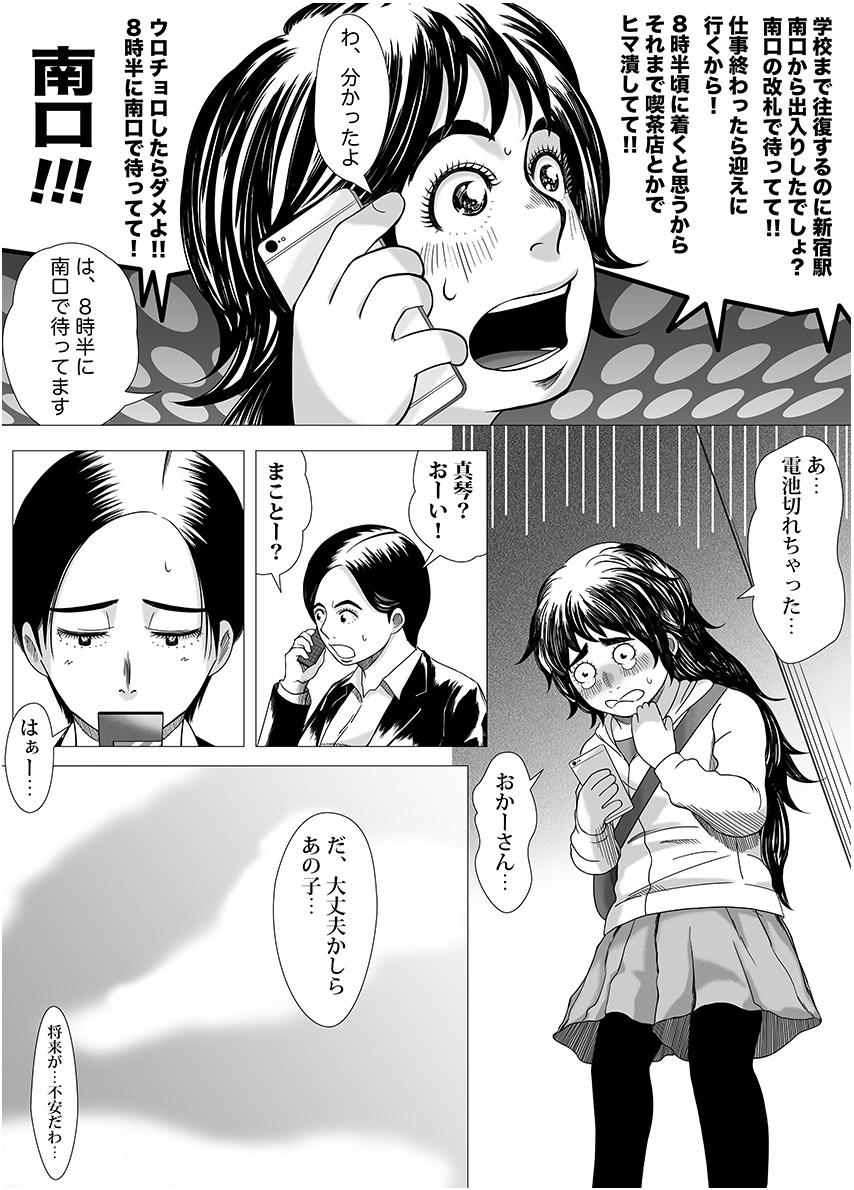 学校まで往復するのに新宿駅
南口から出入りしたでしょ?
南口の改札で待ってて!!
仕事終わったら迎えに
行くから!
8時半頃に着くと思うから
それまで喫茶店とかで
ヒマ潰してて!!
わ、分かったよ
ウロチョロしたらダメよ!!
8時半に南口で待ってて!
南口!!!
は、8時半に
南口で待ってます
あ…
電池切れちゃった…
おかーさん…
真琴?
おーい!
まことー?
はぁー…
だ、大丈夫かしら
あの子…
将来が…不安だわ…